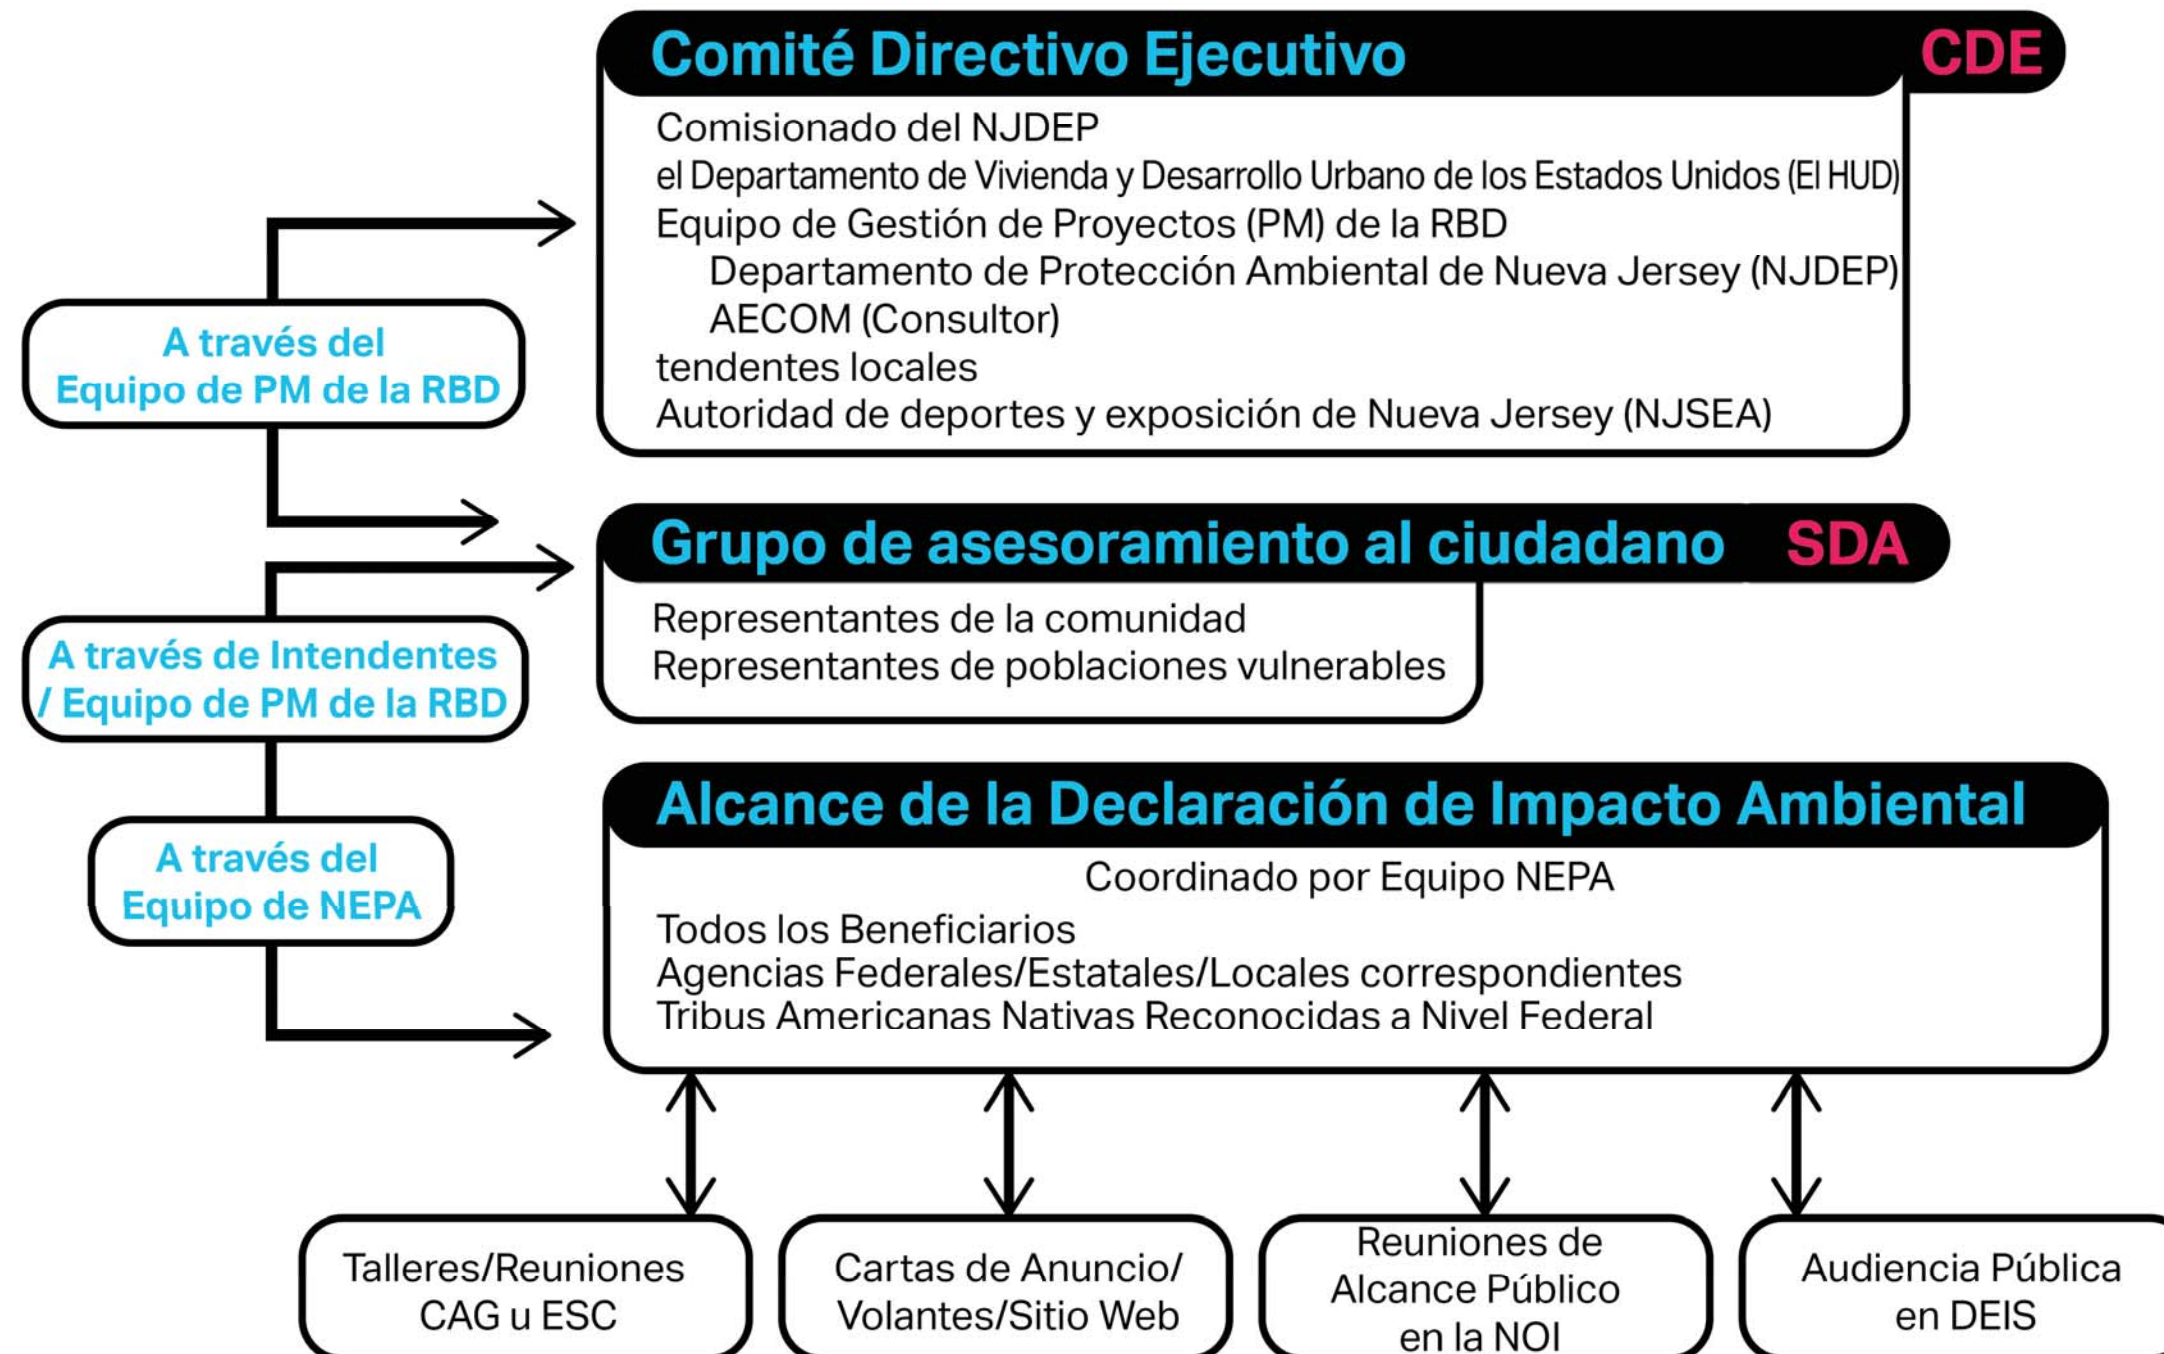 Comité Directivo Ejecutivo CDE
Comisionado del NJDEP
el Departamento de Vivienda y Desarrollo Urbano de los Estados Unidos (El HUD)
Equipo de Gestión de Proyectos (PM) de la RBD
Departamento de Protección Ambiental de Nueva Jersey (NJDEP)
AECOM (Consultor)
tendentes locales
Autoridad de deportes y exposición de Nueva Jersey (NJSEA)
A través del
Equipo de PM de la RBD
Grupo de asesoramiento al ciudadano SDA
Representantes de la comunidad
Representantes de poblaciones vulnerables
A través de Intendentes
/ Equipo de PM de la RBD
A través del
Equipo de NEPA
Alcance de la Declaración de Impacto Ambiental
Coordinado por Equipo NEPA
Todos los Beneficiarios
Agencias Federales/Estatales/Locales correspondientes
Tribus Americanas Nativas Reconocidas a Nivel Federal
Talleres/Reuniones
CAG u ESC
Cartas de Anuncio/
Volantes/Sitio Web
Reuniones de
Alcance Público
en la NOI
Audiencia Pública
en DEIS